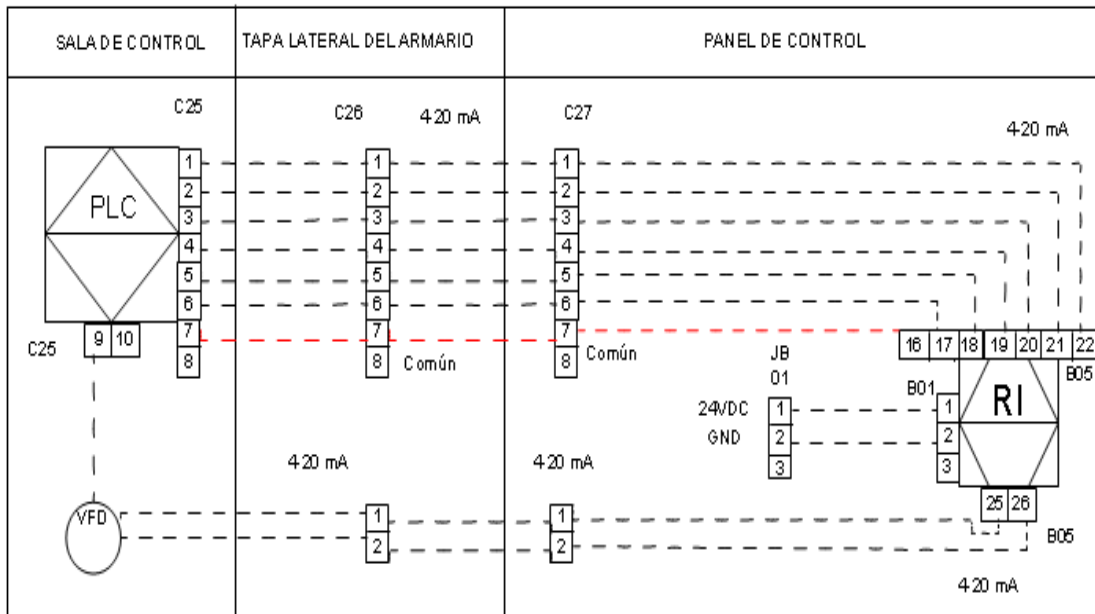 SALA DE CONTROL
TAPA LATERAL DEL ARMARIO
PANEL DE CONTROL
C25
C26
4-20 mA
C27
4-20 mA
PLC
1
2
3
4
5
6
7
8
1
2
3
4
5
6
7
8
Común
1
2
3
4
5
6
7
8
Común
C25
9 10
16 17 18 19 20 21 22
JB
01
B01
B05
RI
24VDC
GND
1
2
3
1
2
3
4-20 mA
4-20 mA
25 26
B05
VFD
1
2
1
2
4-20 mA